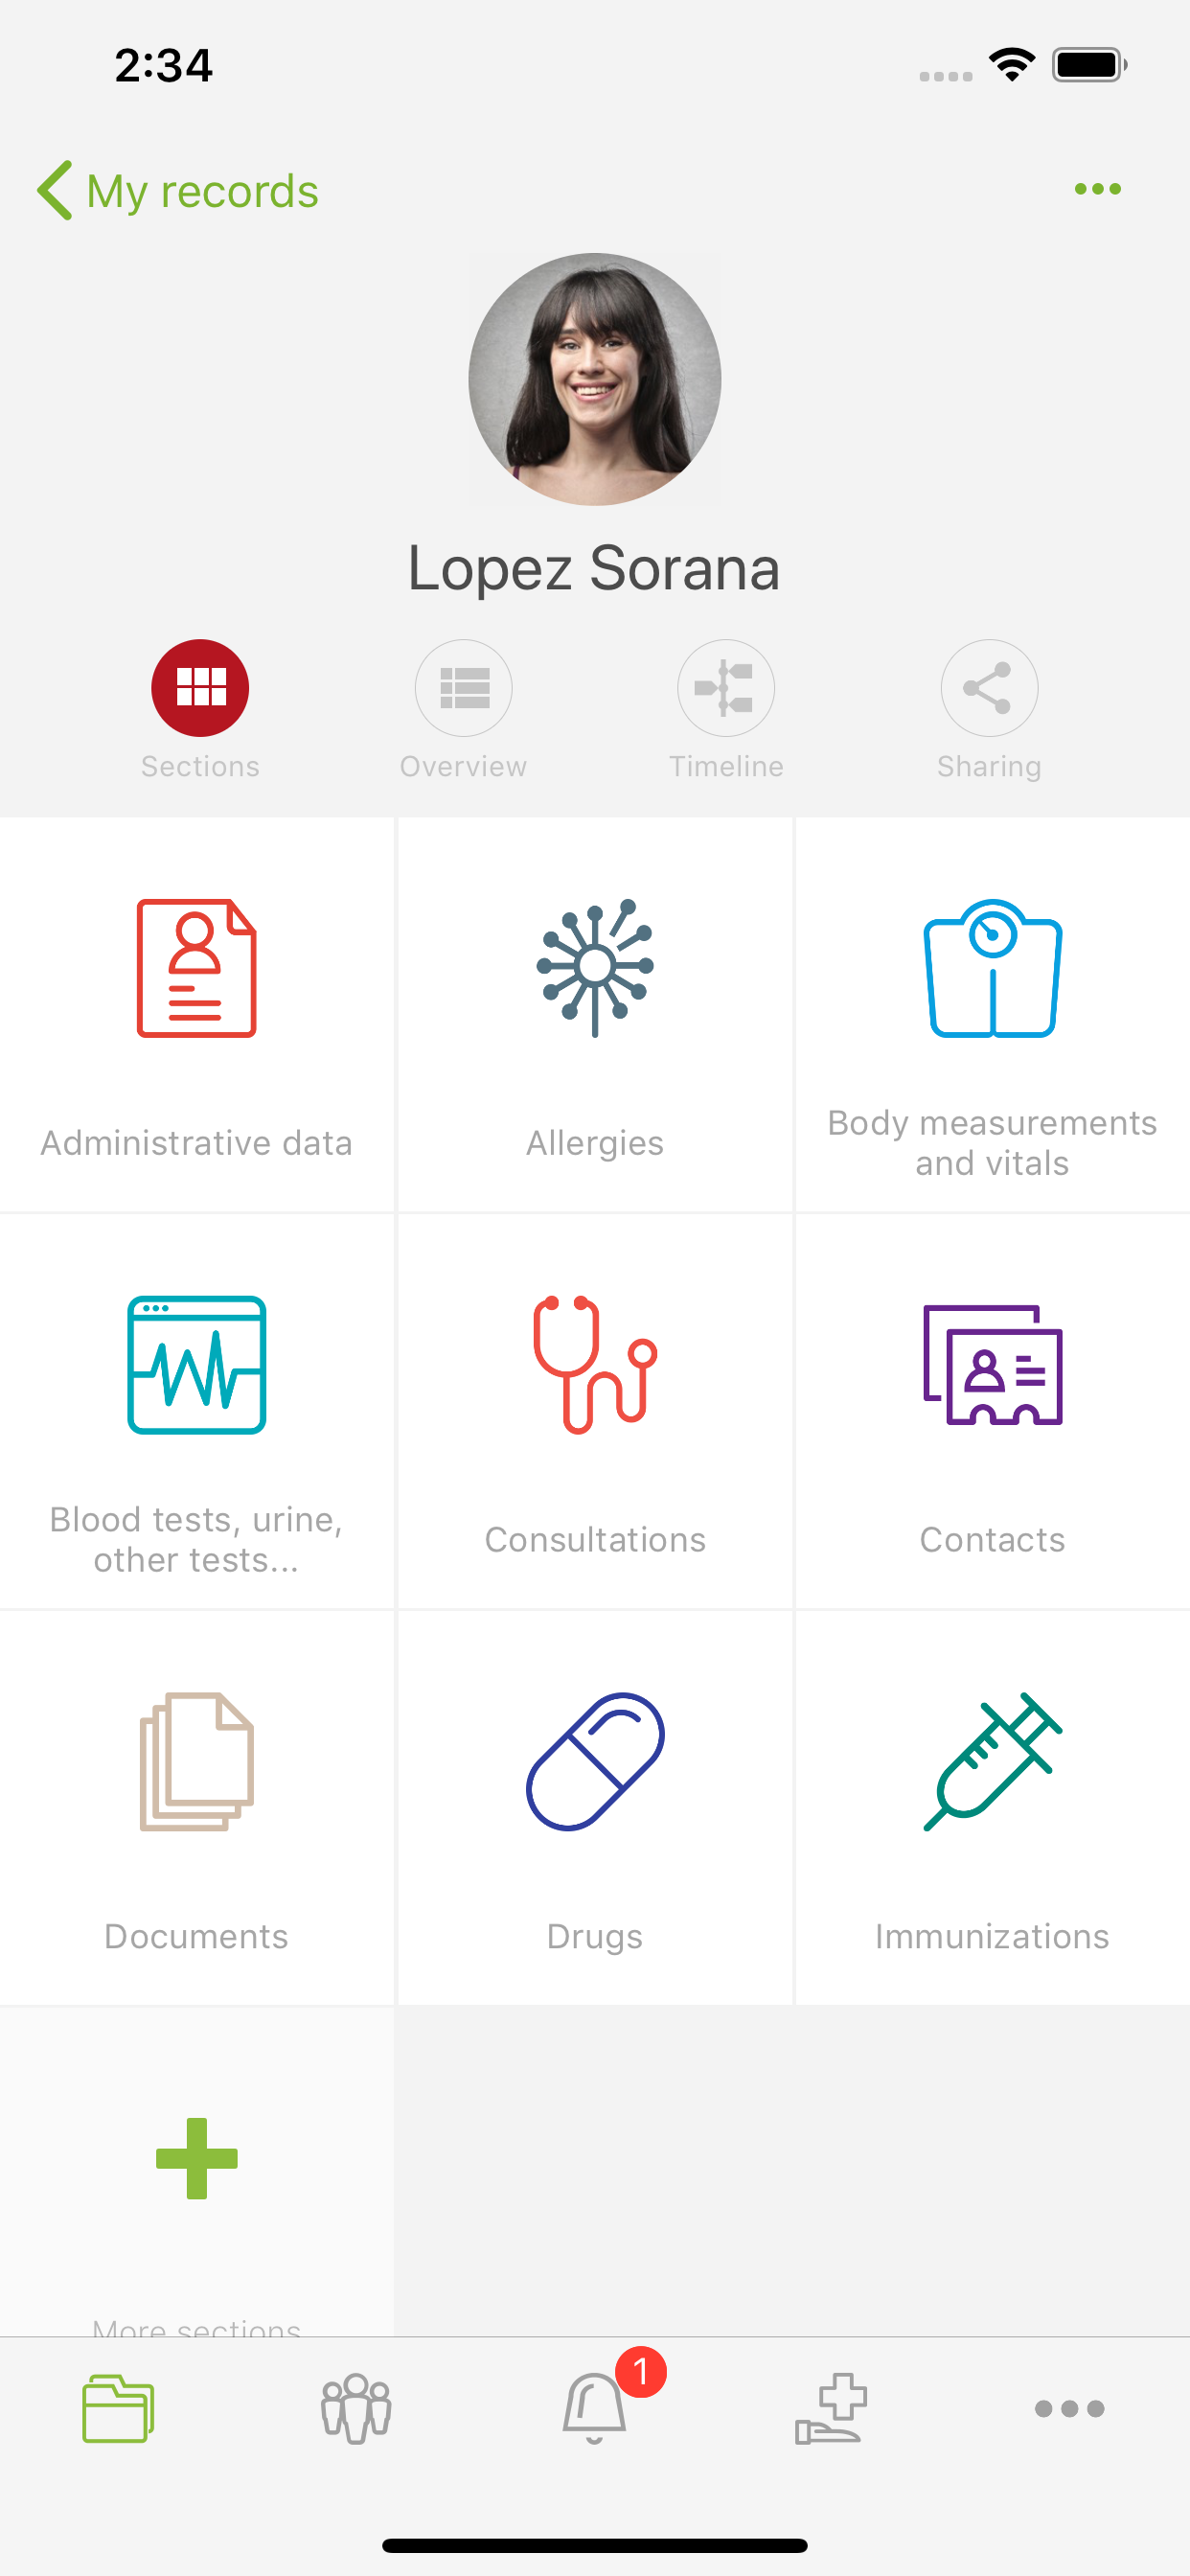 2:34
My records
Lopez Sorana
Sections
Overview
Timeline
Sharing
Administrative data
Allergies
Body measurements
and vitals
Blood tests, urine,
other tests...
Consultations
Contacts
Documents
Drugs
Immunizations
More sections
1